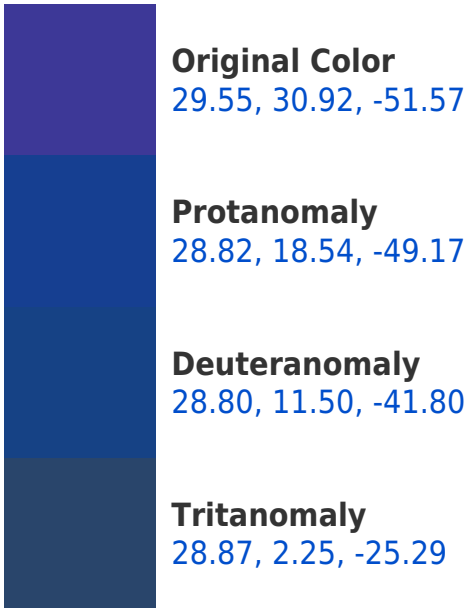 Original Color
29.55, 30.92, -51.57
Protanomaly
28.82, 18.54, -49.17
Deuteranomaly
28.80, 11.50, -41.80
Tritanomaly
28.87, 2.25, -25.29